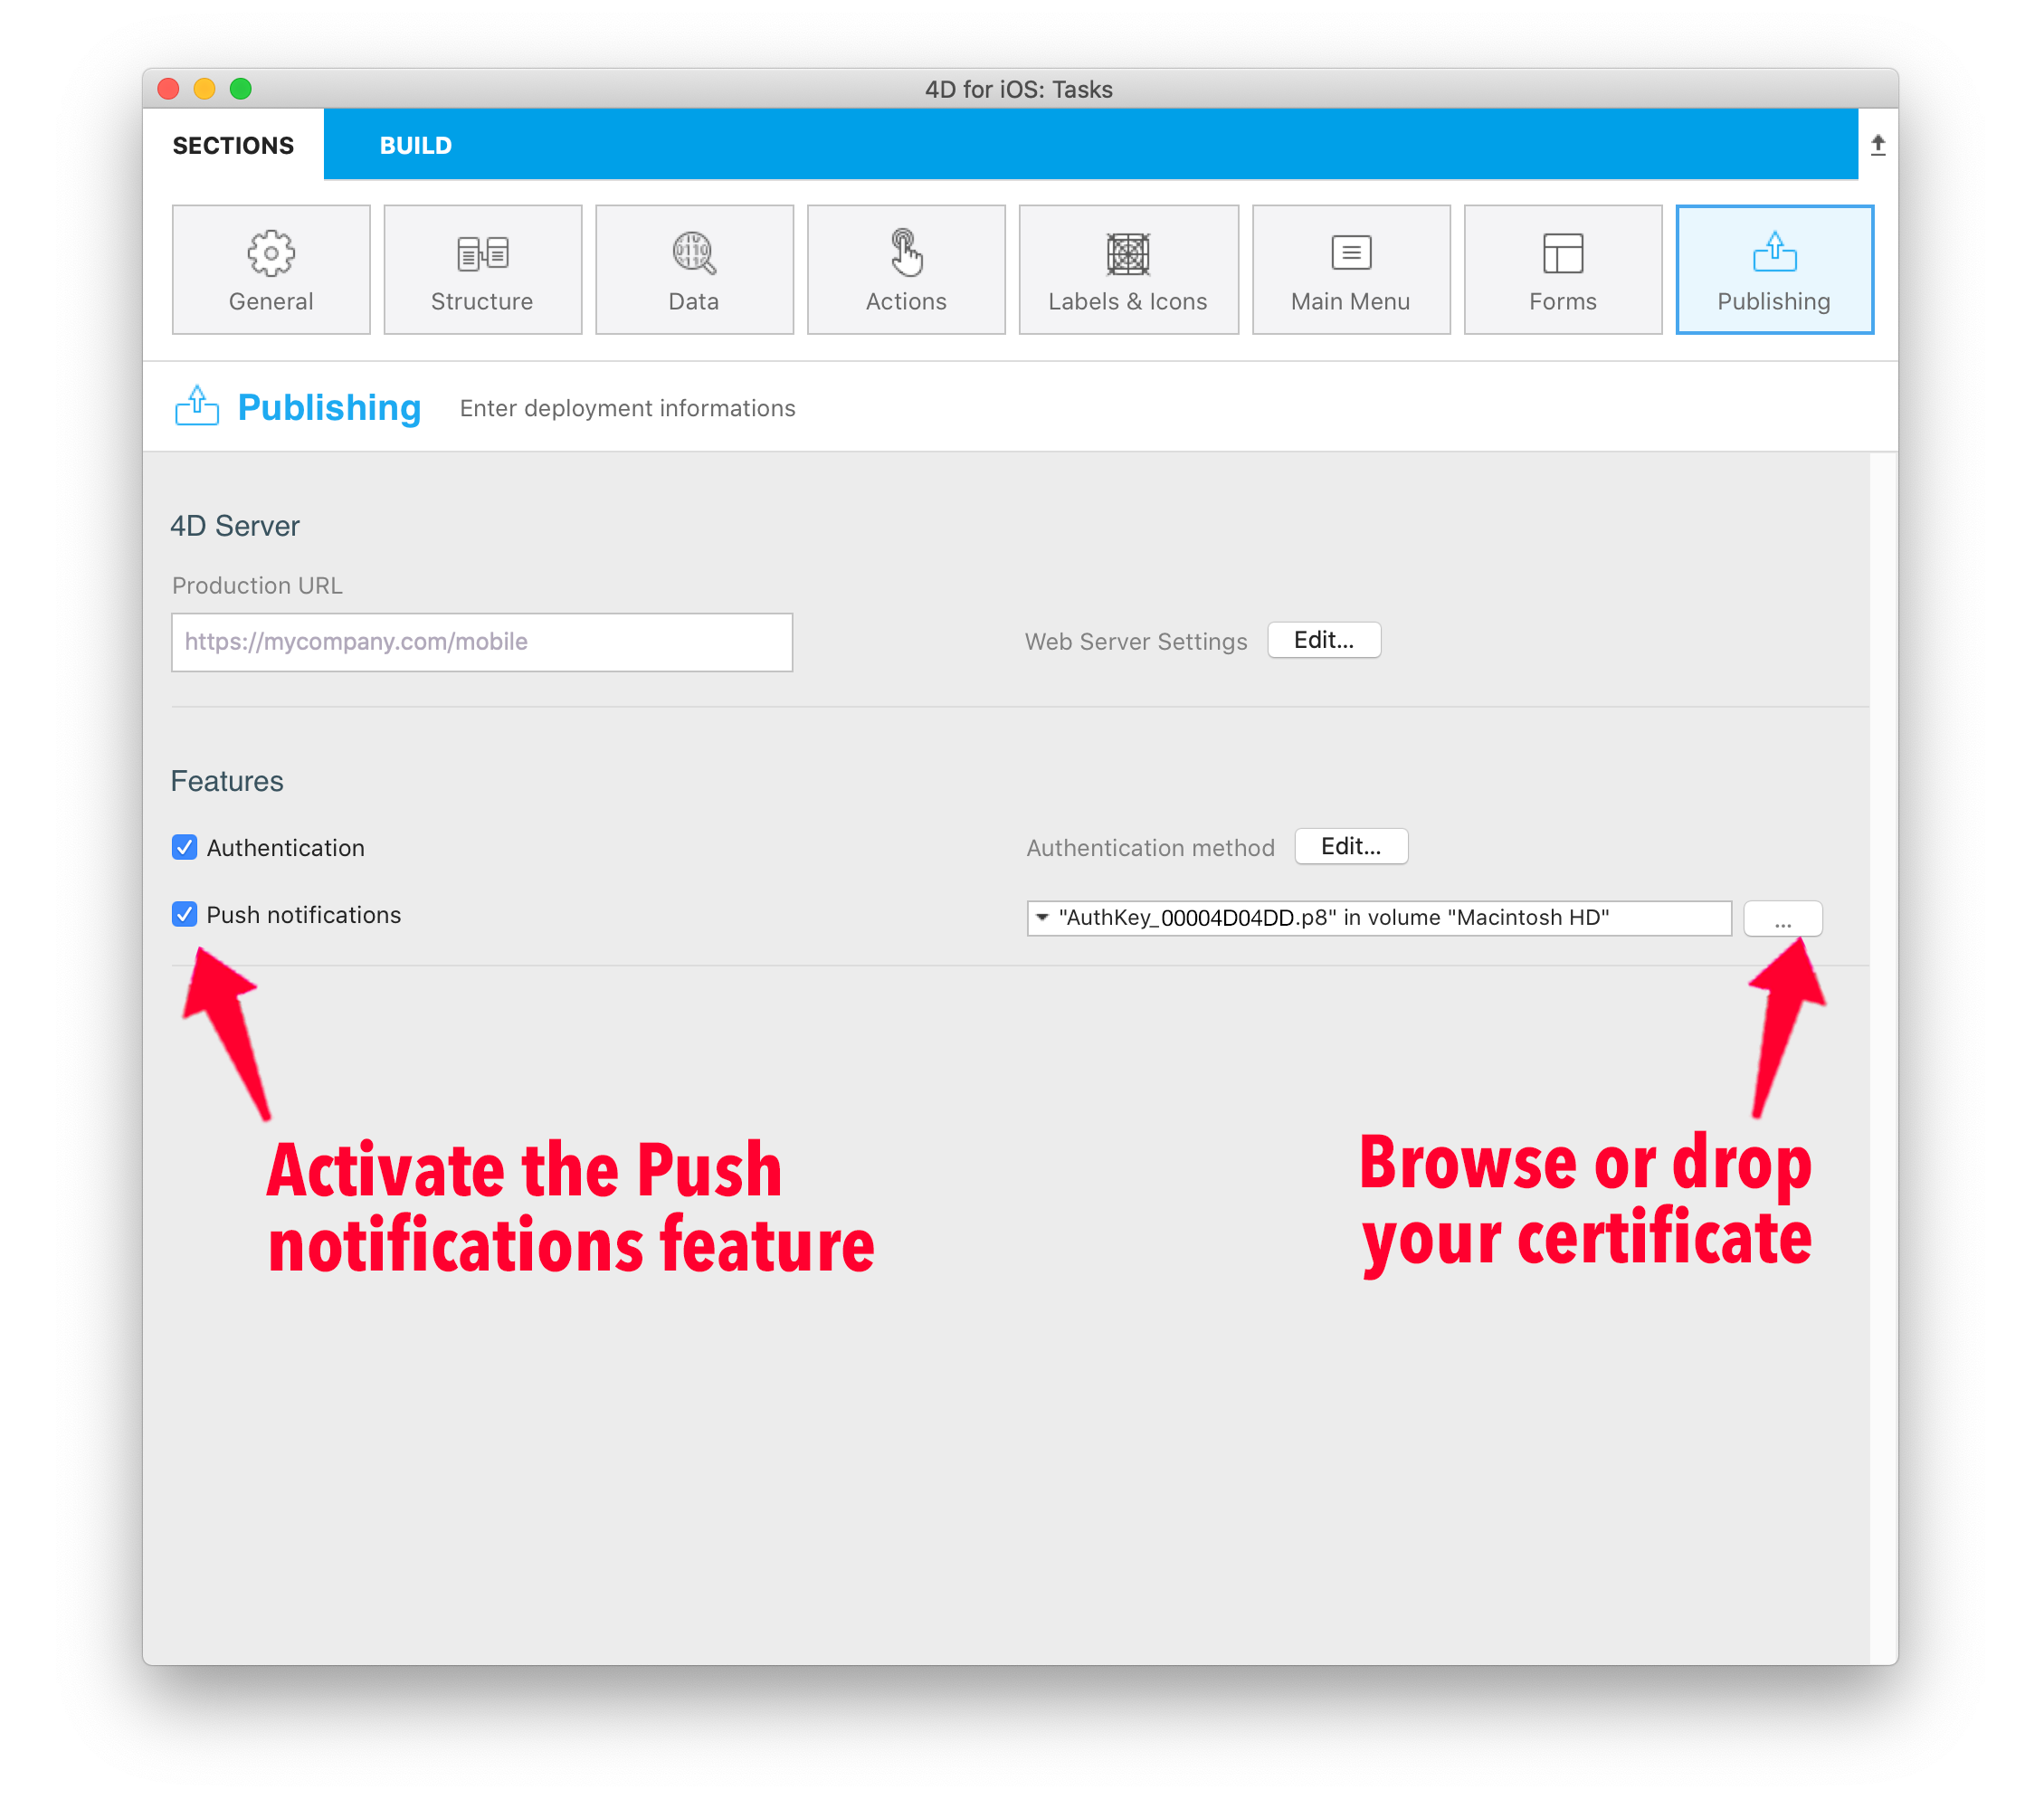 4D for iOS: Tasks
SECTIONS
BUILD
General
Structure
Data
Actions
Labels & Icons
Main Menu
Forms
Publishing
Publishing
Enter deployment informations
4D Server
Production URL
https://mycompany.com/mobile
Web Server Settings
Edit...
Features
Authentication
Authentication method
Edit...
Push notifications
"AuthKey_00004D04DD.p8" in volume "Macintosh HD"
...
Activate the Push
notifications feature
Browse or drop
your certificate